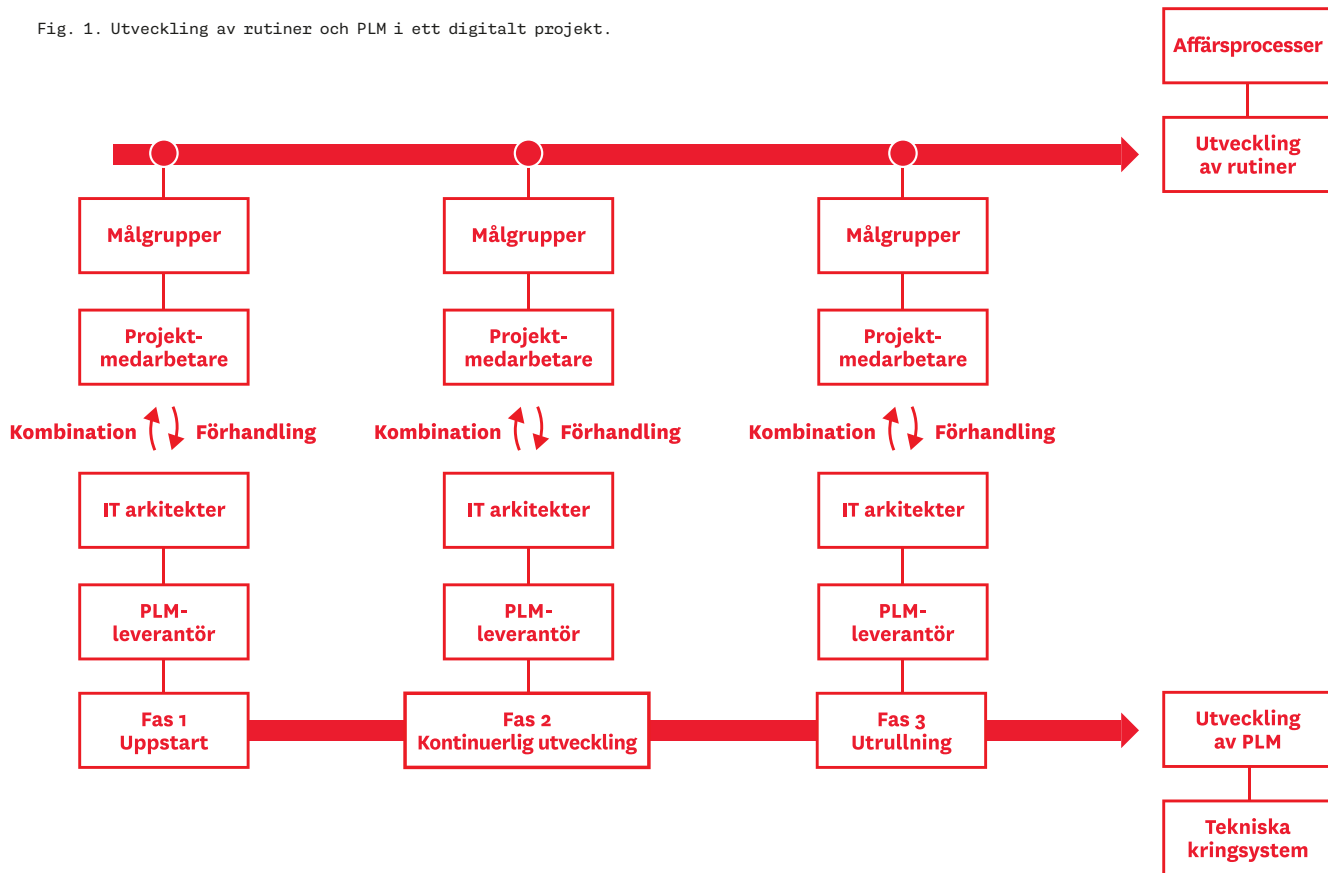 Fig. 1. Utveckling av rutiner och PLM i ett digitalt projekt.
Affärsprocesser
Utveckling
av rutiner
Målgrupper
Målgrupper
Målgrupper
Projekt-
medarbetare
Projekt-
medarbetare
Projekt-
medarbetare
Kombination
Förhandling
Kombination
Förhandling
Kombination
Förhandling
IT arkitekter
IT arkitekter
IT arkitekter
PLM-
leverantör
PLM-
leverantör
PLM-
leverantör
Fas 1
Uppstart
Fas 2
Kontinuerlig utveckling
Fas 3
Utrullning
Utveckling
av PLM
Tekniska
kringsystem